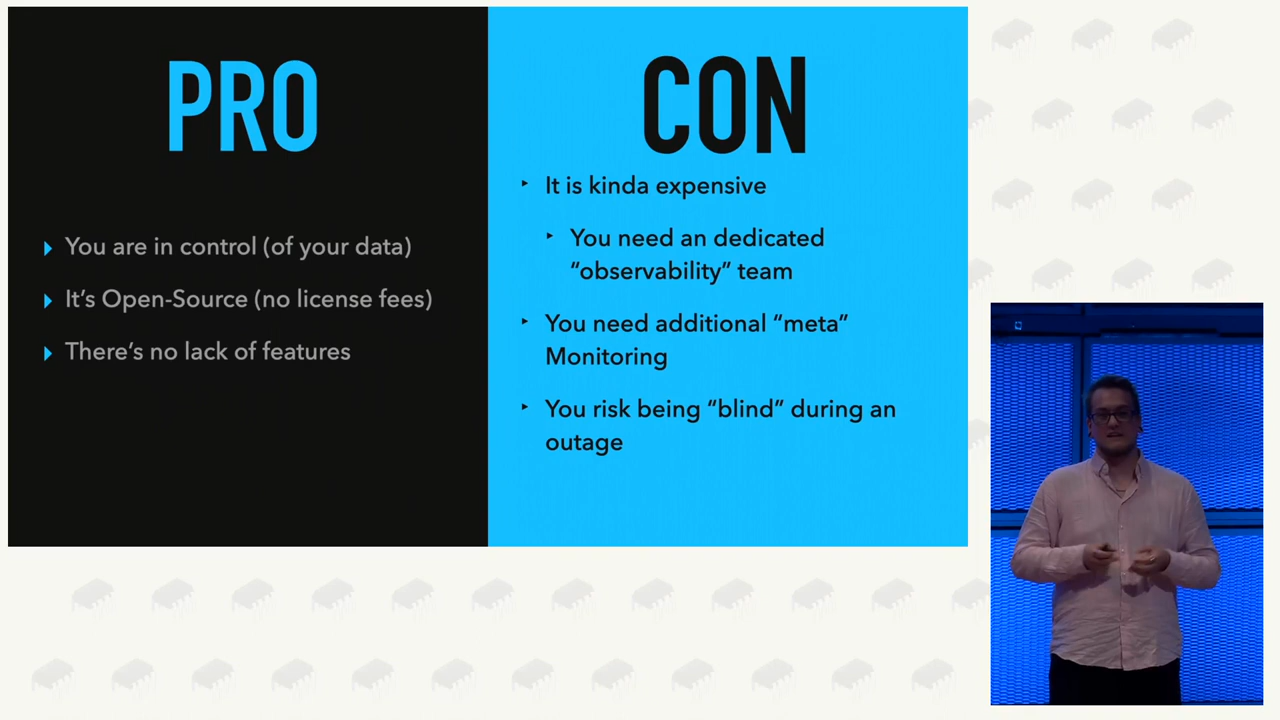 PRO
You are in control (of your data)
It’s Open-Source (no license fees)
There’s no lack of features
CON
It is kinda expensive
You need an dedicated
“observability” team
You need additional “meta”
Monitoring
You risk being “blind” during an
outage